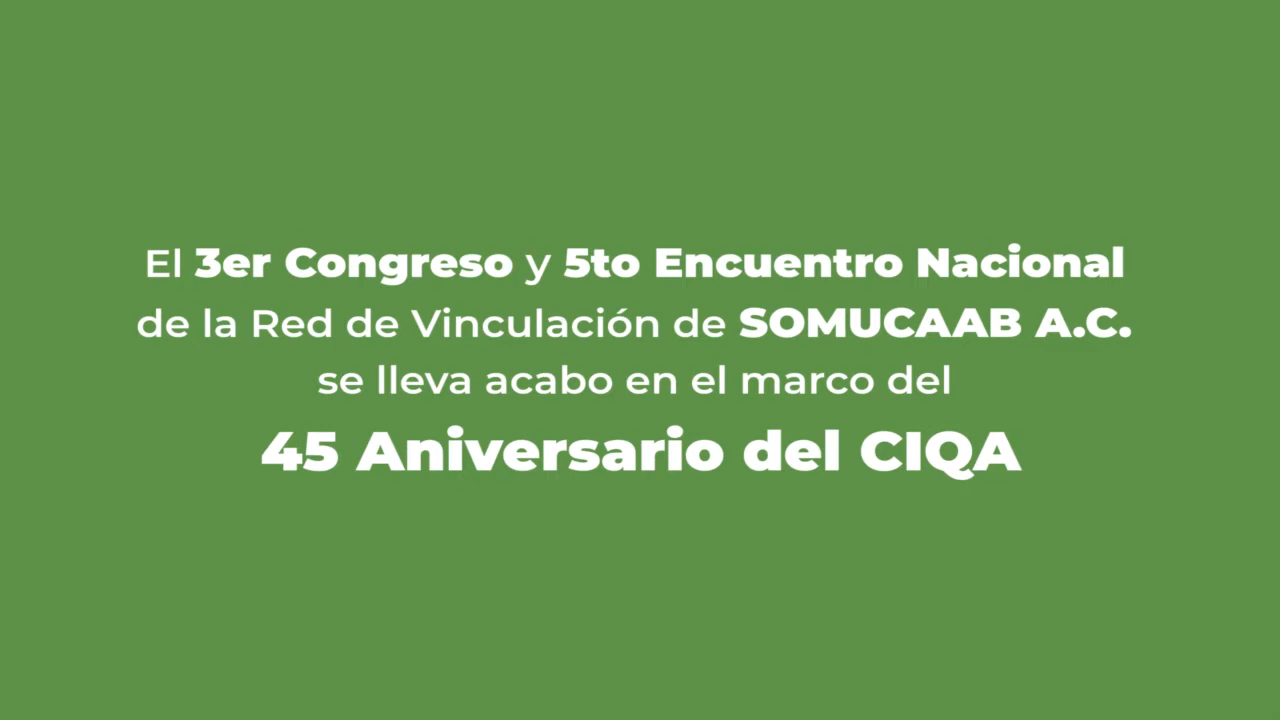 El 3er Congreso y 5to Encuentro Nacional
de la Red de Vinculación de SOMUCAAB A.C.
se lleva acabo en el marco del
45 Aniversario del CIQA